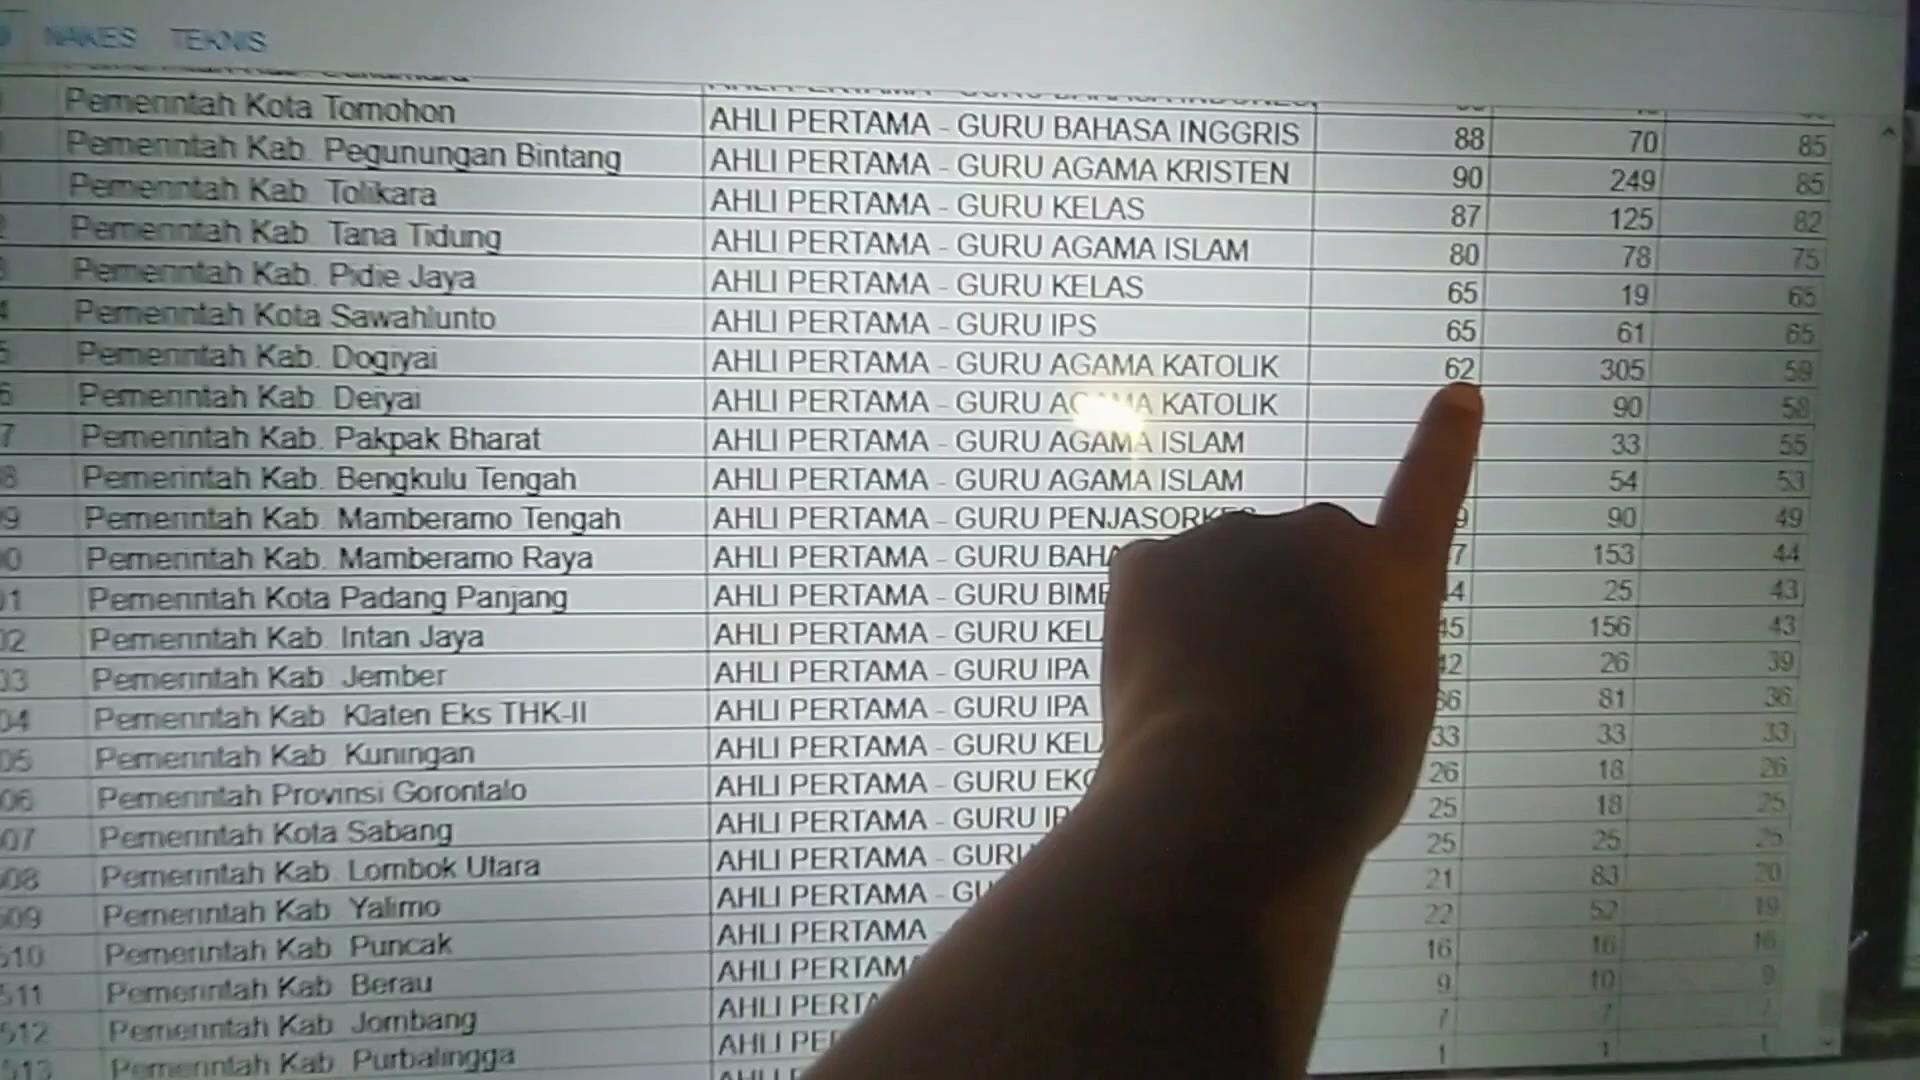 NAKES TEKNIS
Pemerintah Kota Tomohon AHLI PERTAMA - GURU BAHASA INGGRIS 88 70 85
Pemerintah Kab. Pegunungan Bintang AHLI PERTAMA - GURU AGAMA KRISTEN 90 249 85
Pemerintah Kab. Tolikara AHLI PERTAMA - GURU KELAS 87 125 82
Pemerintah Kab. Tana Tidung AHLI PERTAMA - GURU AGAMA ISLAM 80 78 75
Pemerintah Kab. Pidie Jaya AHLI PERTAMA - GURU KELAS 65 19 65
Pemerintah Kota Sawahlunto AHLI PERTAMA - GURU IPS 65 61 65
Pemerintah Kab. Dogiyai AHLI PERTAMA - GURU AGAMA KATOLIK 62 305
Pemerintah Kab. Deiyai AHLI PERTAMA - GURU AGAMA KATOLIK 90 58
Pemerintah Kab. Pakpak Bharat AHLI PERTAMA - GURU AGAMA ISLAM 33 55
Pemerintah Kab. Bengkulu Tengah AHLI PERTAMA - GURU AGAMA ISLAM 54 53
Pemerintah Kab. Mamberamo Tengah AHLI PERTAMA - GURU PENJASORKES 90 49
Pemerintah Kab. Mamberamo Raya AHLI PERTAMA - GURU 153 44
Pemerintah Kota Padang Panjang AHLI PERTAMA - GURU 25 43
Pemerintah Kab. Intan Jaya AHLI PERTAMA - GURU 45 156 43
Pemerintah Kab. Jember AHLI PERTAMA - GURU IPA 42 26 39
Pemerintah Kab. Klaten Eks THK-II AHLI PERTAMA - GURU IPA 81 36
Pemerintah Kab. Kuningan AHLI PERTAMA - GURU 33 33 33
Pemerintah Provinsi Gorontalo AHLI PERTAMA - GURU 26 18 26
Pemerintah Kota Sabang AHLI PERTAMA - GURU 25 18 25
508 Pemerintah Kab. Lombok Utara AHLI PERTAMA - 25 25 25
509 Pemerintah Kab. Yalimo AHLI PERTAMA - 21 83 20
510 Pemerintah Kab. Puncak AHLI PERTAMA - 22 52 19
511 Pemerintah Kab. Berau 16 16 16
512 Pemerintah Kab. Jombang 9 10 9
513 Pemerintah Kab. Purbalingga 7 7 7
1 1 1